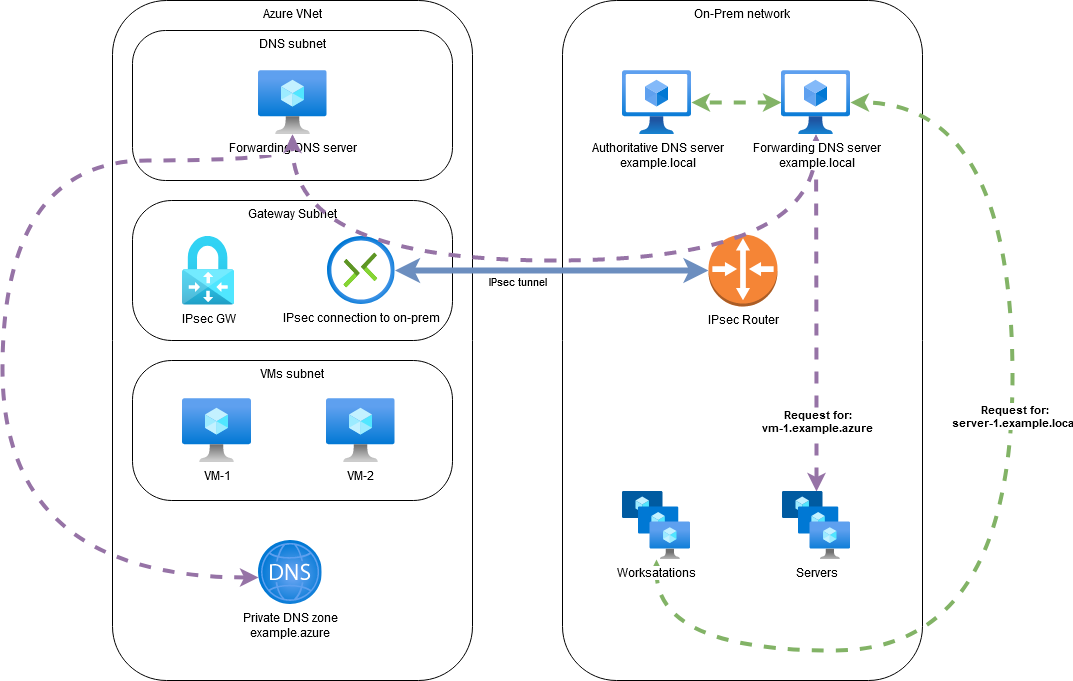 Azure VNet
DNS subnet
Forwarding DNS server
Gateway Subnet
IPsec GW
IPsec connection to on-prem
VMs subnet
VM-1
VM-2
DNS
Private DNS zone
example.azure
IPsec tunnel
On-Prem network
Authoritative DNS server
example.local
Forwarding DNS server
example.local
IPsec Router
Request for:
vm-1.example.azure
Request for:
server-1.example.loca
Worksatations
Servers